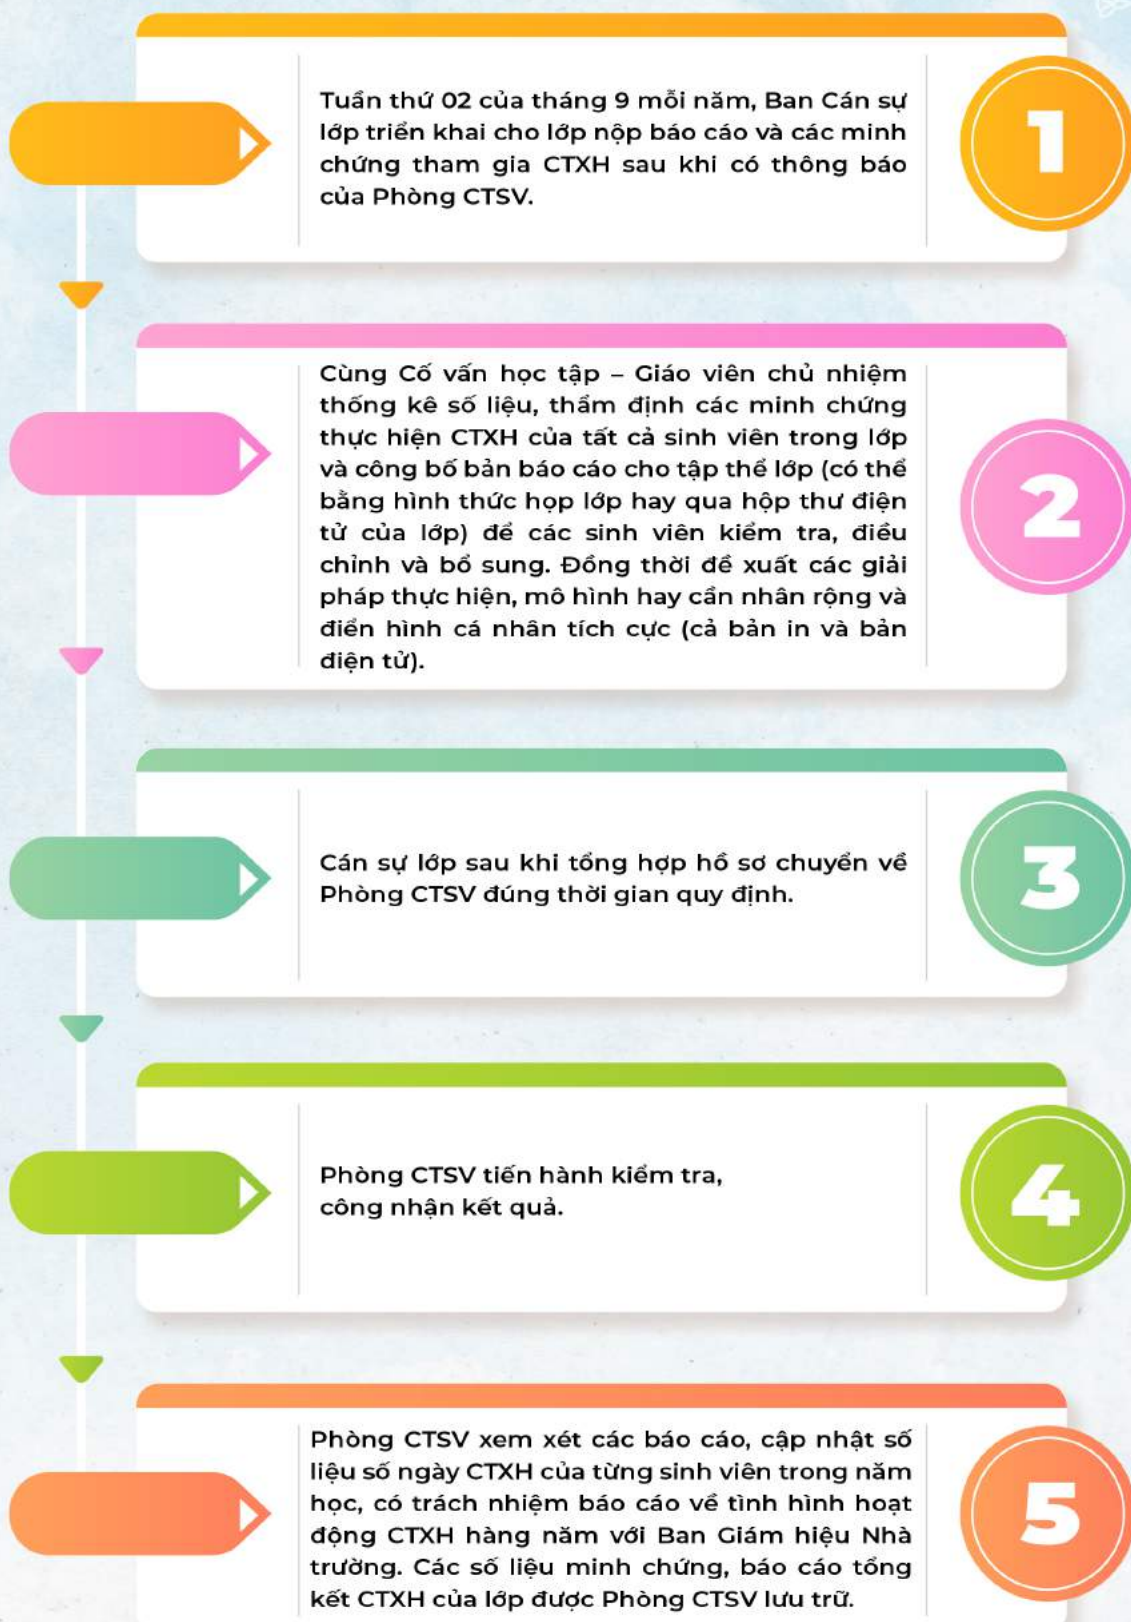 Tuần thứ 02 của tháng 9 mỗi năm, Ban Cán sự
lớp triển khai cho lớp nộp báo cáo và các minh
chứng tham gia CTXH sau khi có thông báo
của Phòng CTSV.
1
Cùng Cố vấn học tập – Giáo viên chủ nhiệm
thống kê số liệu, thẩm định các minh chứng
thực hiện CTXH của tất cả sinh viên trong lớp
và công bố bản báo cáo cho tập thể lớp (có thể
bằng hình thức họp lớp hay qua hộp thư điện
tử của lớp) để các sinh viên kiểm tra, điều
chỉnh và bổ sung. Đồng thời đề xuất các giải
pháp thực hiện, mô hình hay cần nhân rộng và
điển hình cá nhân tích cực (cả bản in và bản
điện tử).
2
Cán sự lớp sau khi tổng hợp hồ sơ chuyển về
Phòng CTSV đúng thời gian quy định.
3
Phòng CTSV tiến hành kiểm tra,
công nhận kết quả.
4
Phòng CTSV xem xét các báo cáo, cập nhật số
liệu số ngày CTXH của từng sinh viên trong năm
học, có trách nhiệm báo cáo về tình hình hoạt
động CTXH hàng năm với Ban Giám hiệu Nhà
trường. Các số liệu minh chứng, báo cáo tổng
kết CTXH của lớp được Phòng CTSV lưu trữ.
5